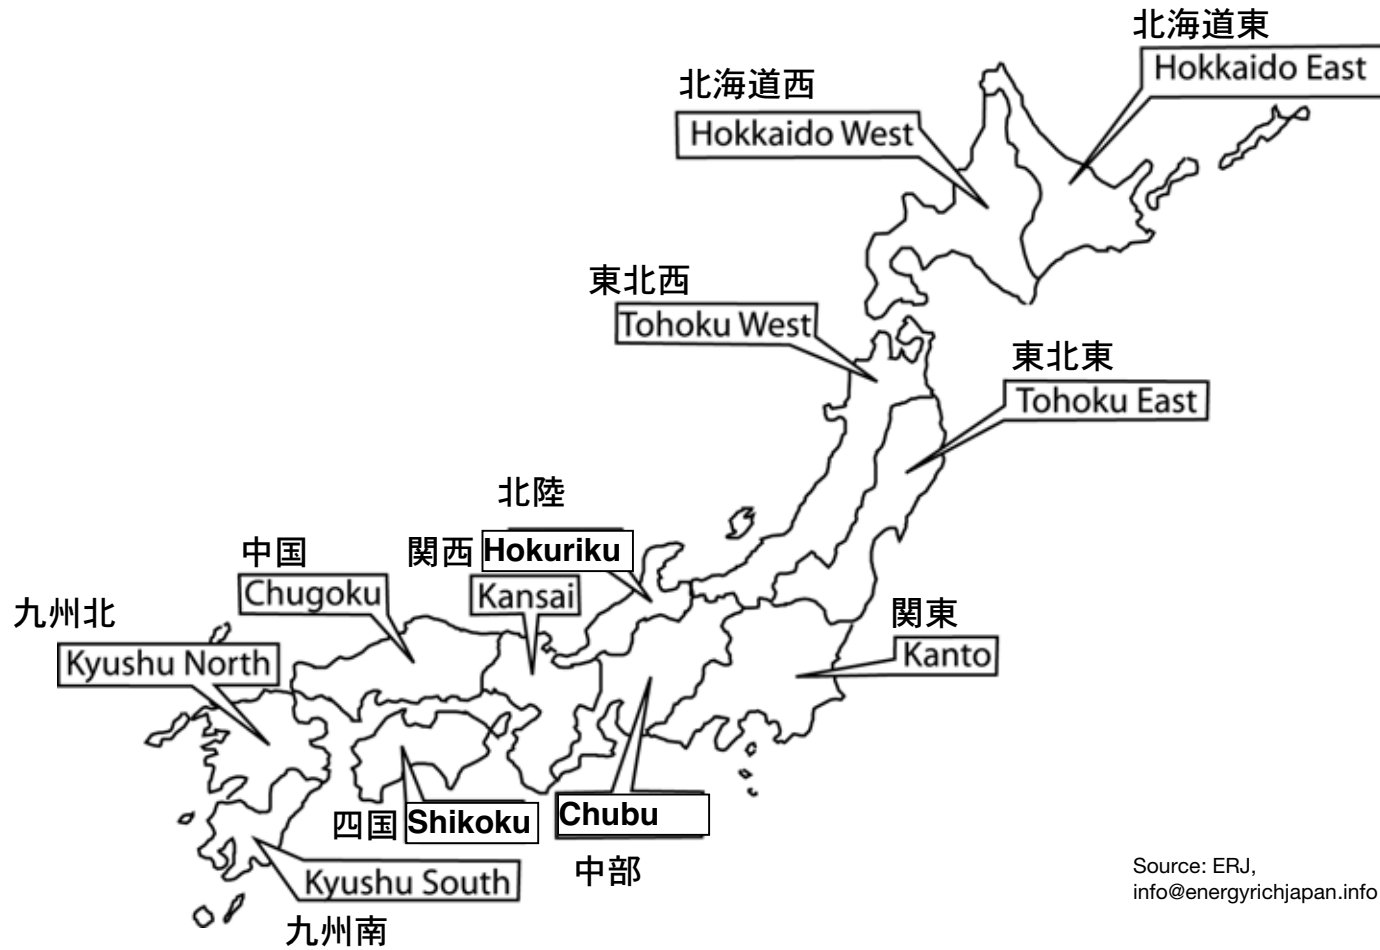 北海道東
Hokkaido East
北海道西
Hokkaido West
東北西
Tohoku West
東北東
Tohoku East
北陸
Hokuriku
関西
Kansai
中国
Chugoku
九州北
Kyushu North
関東
Kanto
四国
Shikoku
Chubu
中部
Kyushu South
九州南
Source: ERJ,
info@energyrichjapan.info